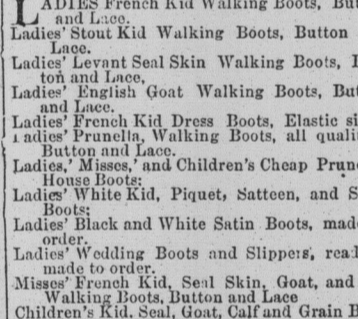 LADIES French Kid Walking Boots, But
and Lace.
Ladies' Stout Kid Walking Boots, Button
Lace.
Ladies' Levant Seal Skin Walking Boots,
ton and Lace,
Ladies' English Goat Walking Boots, But
and Lace.
Ladies' French Kid Dress Boots, Elastic si
Ladies' Prunella, Walking Boots, all quali
Button and Lace.
Ladies,' Misses,' and Children's Cheap Prun
House Boots:
Ladies' White Kid, Piquet, Satteen, and S
Boots:
Ladies' Black and White Satin Boots, mad
order.
Ladies' Wedding Boots and Slippers, rea
made to order.
Misses' French Kid, Seal Skin, Goat, and
Walking Boots, Button and Lace
Children's Kid, Seal, Goat, Calf and Grain B